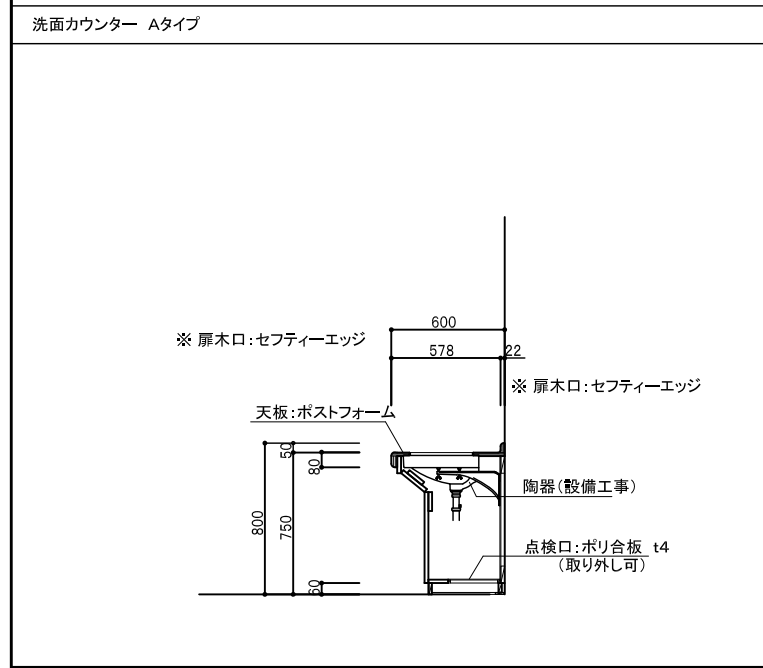 洗面カウンター Aタイプ
600
※ 扉木口:セフティーエッジ
578
22
※ 扉木口:セフティーエッジ
天板:ポストフォーム
50
80
陶器(設備工事)
800
750
点検口:ポリ合板 t4
(取り外し可)
60